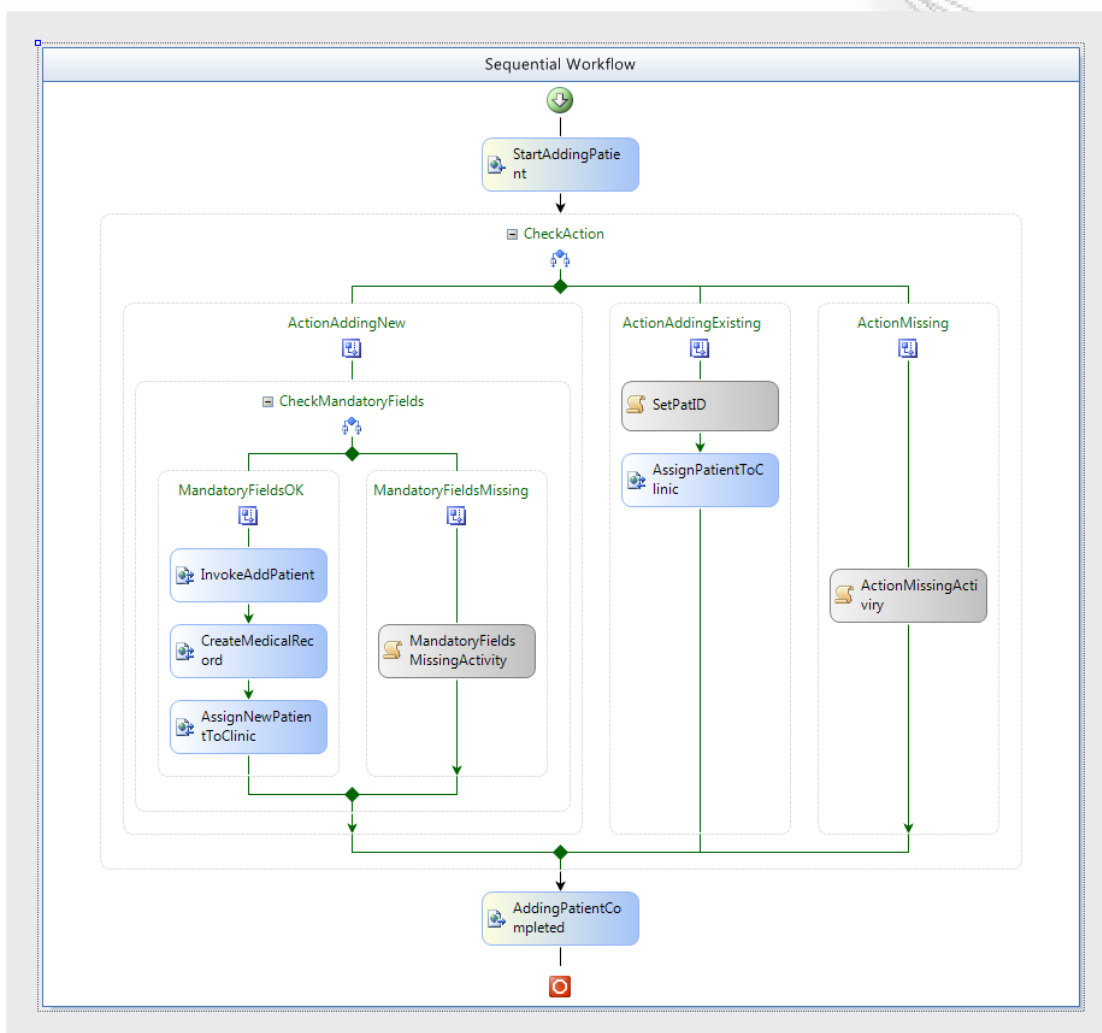 Sequential Workflow
StartAddingPatie
nt
CheckAction
ActionAddingNew
ActionAddingExisting
ActionMissing
CheckMandatoryFields
SetPatID
AssignPatientToC
linic
MandatoryFieldsOK
MandatoryFieldsMissing
InvokeAddPatient
ActionMissingActi
viry
CreateMedicalRec
ord
MandatoryFields
MissingActivity
AssignNewPatien
tToClinic
AddingPatientCo
mpleted